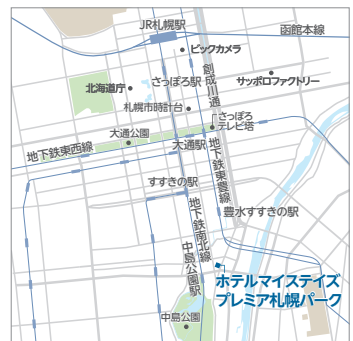 JR札幌駅
函館本線
ビックカメラ
創成川通
北海道庁
さっぽろ駅
サッポロファクトリー
札幌市時計台
さっぽろ
テレビ塔
大通公園
地下鉄東西線
大通駅
地下鉄東豊線
すすきの駅
豊水すすきの駅
地下鉄南北線
中島公園駅
ホテルマイステイズ
プレミア札幌パーク
中島公園